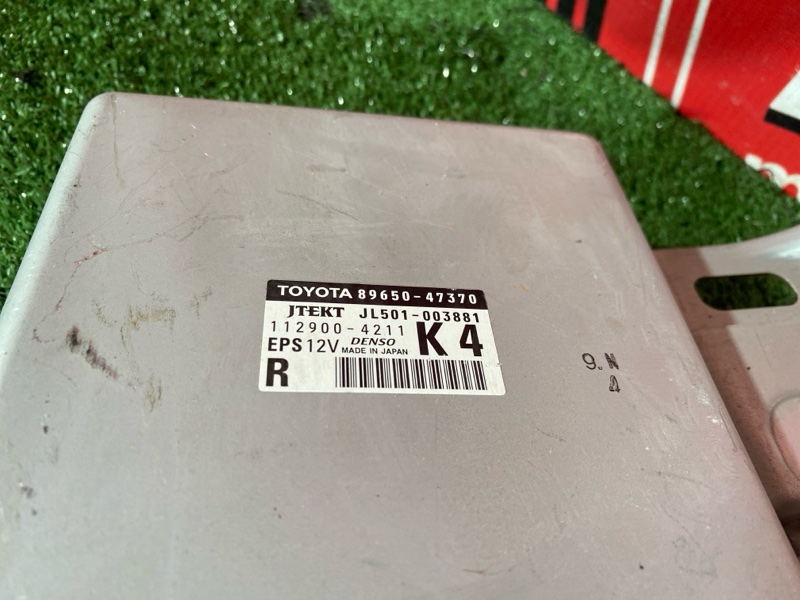 TOYOTA 89650-47370
JTEKT JL501-003881
112900-4211 K4
EPS 12V DENSO MADE IN JAPAN
R
9. N
4